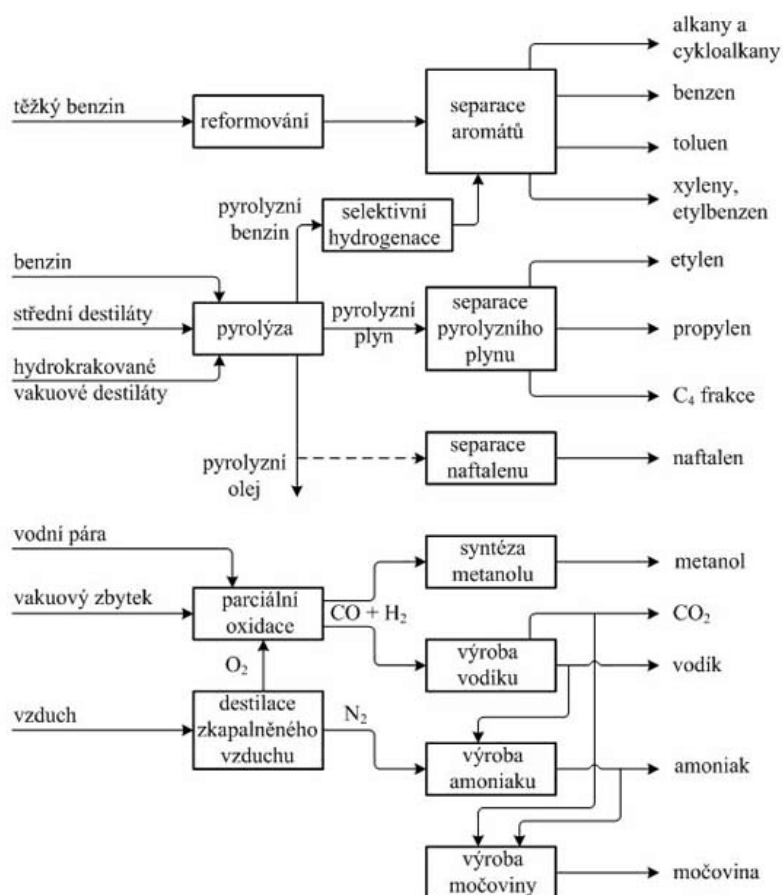 alkany a
cykloalkany
těžký benzin
reformování
separace
aromátů
benzen
toluen
xyleny,
etylbenzen
pyrolyzní
benzin
selektivní
hydrogenace
benzin
střední destiláty
hydrokrakované
vakuové destiláty
pyrolýza
pyrolyzní
plyn
separace
pyrolyzního
plynu
etylen
propylen
C₄ frakce
pyrolyzní
olej
separace
naftalenu
naftalen
vodní pára
vakuový zbytek
parciální
oxidace
CO + H₂
syntéza
metanolu
metanol
výroba
vodíku
CO₂
vodík
O₂
vzduch
destilace
zkapalněného
vzduchu
N₂
výroba
amoniaku
amoniak
výroba
močoviny
močovina